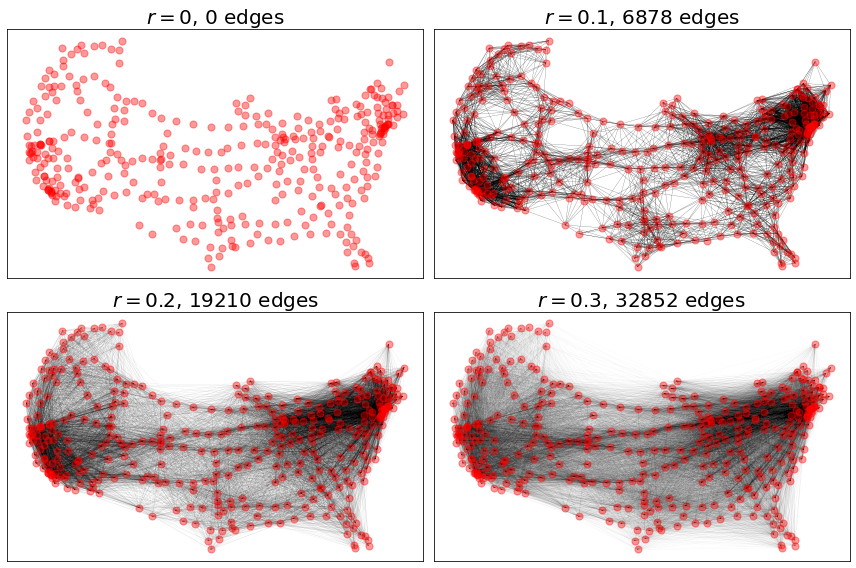 r = 0, 0 edges
r = 0.1, 6878 edges
r = 0.2, 19210 edges
r = 0.3, 32852 edges